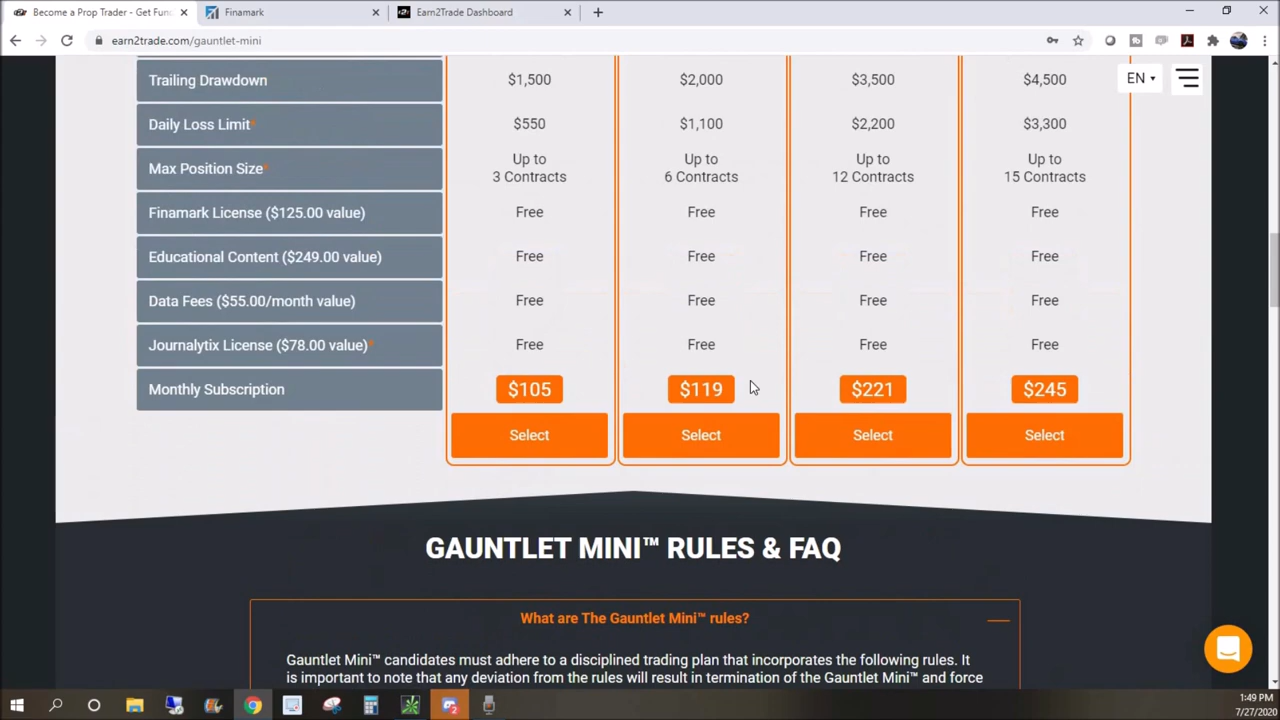 Become a Prop Trader - Get Fun
Finamark
Earn2Trade Dashboard
earn2trade.com/gauntlet-mini
EN
Trailing Drawdown $1,500 $2,000 $3,500 $4,500
Daily Loss Limit* $550 $1,100 $2,200 $3,300
Max Position Size* Up to 3 Contracts Up to 6 Contracts Up to 12 Contracts Up to 15 Contracts
Finamark License ($125.00 value) Free Free Free Free
Educational Content ($249.00 value) Free Free Free Free
Data Fees ($55.00/month value) Free Free Free Free
Journalytix License ($78.00 value)* Free Free Free Free
Monthly Subscription $105 $119 $221 $245
Select Select Select Select
GAUNTLET MINI™ RULES & FAQ
What are The Gauntlet Mini™ rules?
Gauntlet Mini™ candidates must adhere to a disciplined trading plan that incorporates the following rules. It
is important to note that any deviation from the rules will result in termination of the Gauntlet Mini™ and force
1:49 PM
7/27/2020